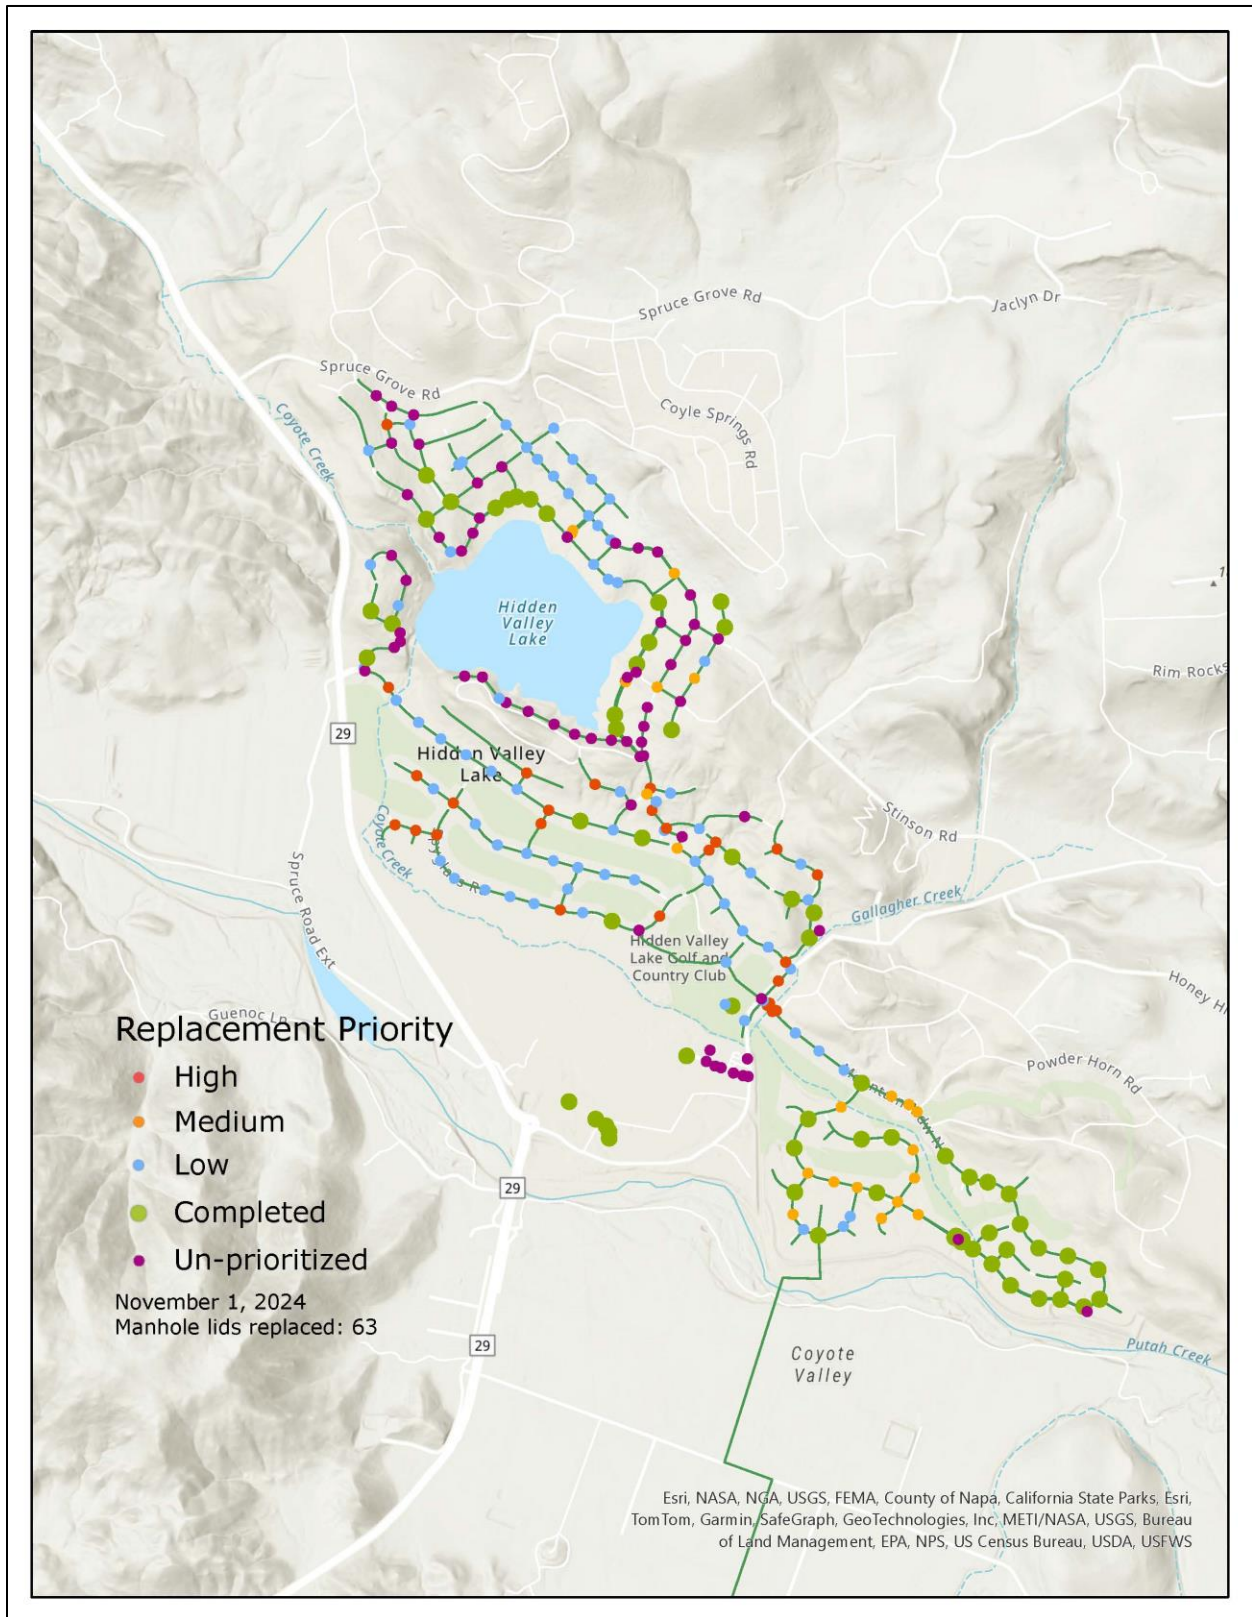 Spruce Grove Rd
Jaclyn Dr
Spruce Grove Rd
Coyle Springs Rd
Coyote Creek
Hidden
Valley
Lake
Rim Rocks
29
Hidden Valley
Lake
Coyote Creek
Stinson Rd
Spruce Road Ext
Gallagher Creek
Hidden Valley
Lake Golf and
Country Club
Guenoc Ln
Honey Hi
Replacement Priority
High
Medium
Low
Completed
Un-prioritized
November 1, 2024
Manhole lids replaced: 63
Powder Horn Rd
29
29
Coyote
Valley
Putah Creek
Esri, NASA, NGA, USGS, FEMA, County of Napa, California State Parks, Esri,
TomTom, Garmin, SafeGraph, GeoTechnologies, Inc, METI/NASA, USGS, Bureau
of Land Management, EPA, NPS, US Census Bureau, USDA, USFWS